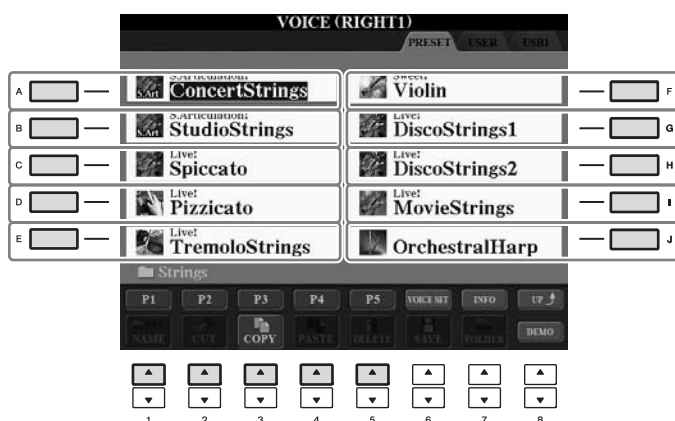 VOICE (RIGHT1)
PRESET USER USB1
A S.Articulation! ConcertStrings
S.Art
Sweet! Violin F
B S.Articulation! StudioStrings
S.Art
Live! DiscoStrings1 G
C Live! Spiccato
Live! DiscoStrings2 H
D Live! Pizzicato
Live! MovieStrings I
E Live! TremoloStrings
OrchestralHarp J
Strings
P1 P2 P3 P4 P5 VOICE SET INFO UP
NAME CUT COPY PASTE DELETE SAVE FOLDER DEMO
1 2 3 4 5 6 7 8